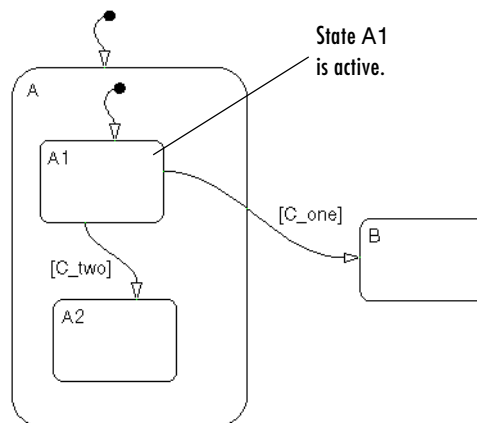 State A1
is active.
A
A1
[C_one]
B
[C_two]
A2